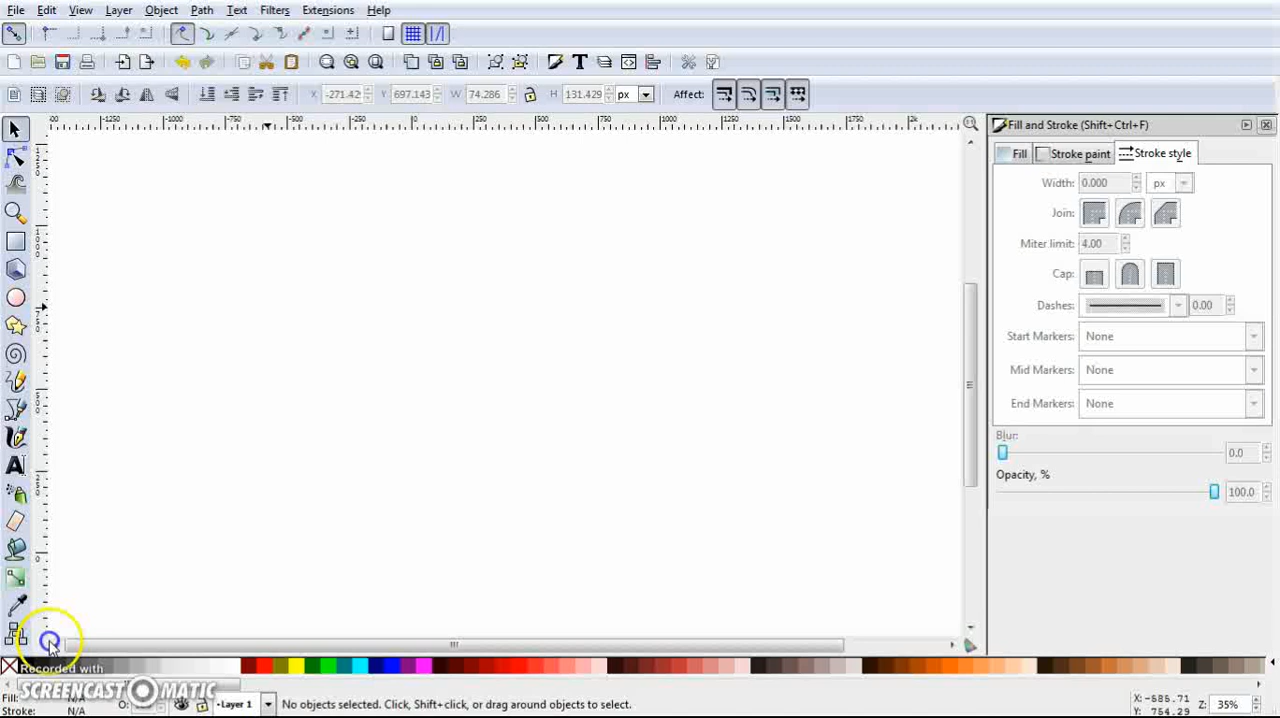 File Edit View Layer Object Path Text Filters Extensions Help
X: -271.42 Y: 697.143 W: 74.286 H: 131.429 px Affect:
Fill and Stroke (Shift+Ctrl+F)
Fill Stroke paint Stroke style
Width: 0.000 px
Join:
Miter limit: 4.00
Cap:
Dashes: 0.00
Start Markers: None
Mid Markers: None
End Markers: None
Blur:
0.0
Opacity, %
100.0
Recorded with
SCREENCAST-O-MATIC
Fill: N/A
Stroke: N/A
O:
Layer 1
No objects selected. Click, Shift+click, or drag around objects to select.
X: -585.71
Y: 754.29
Z: 35%